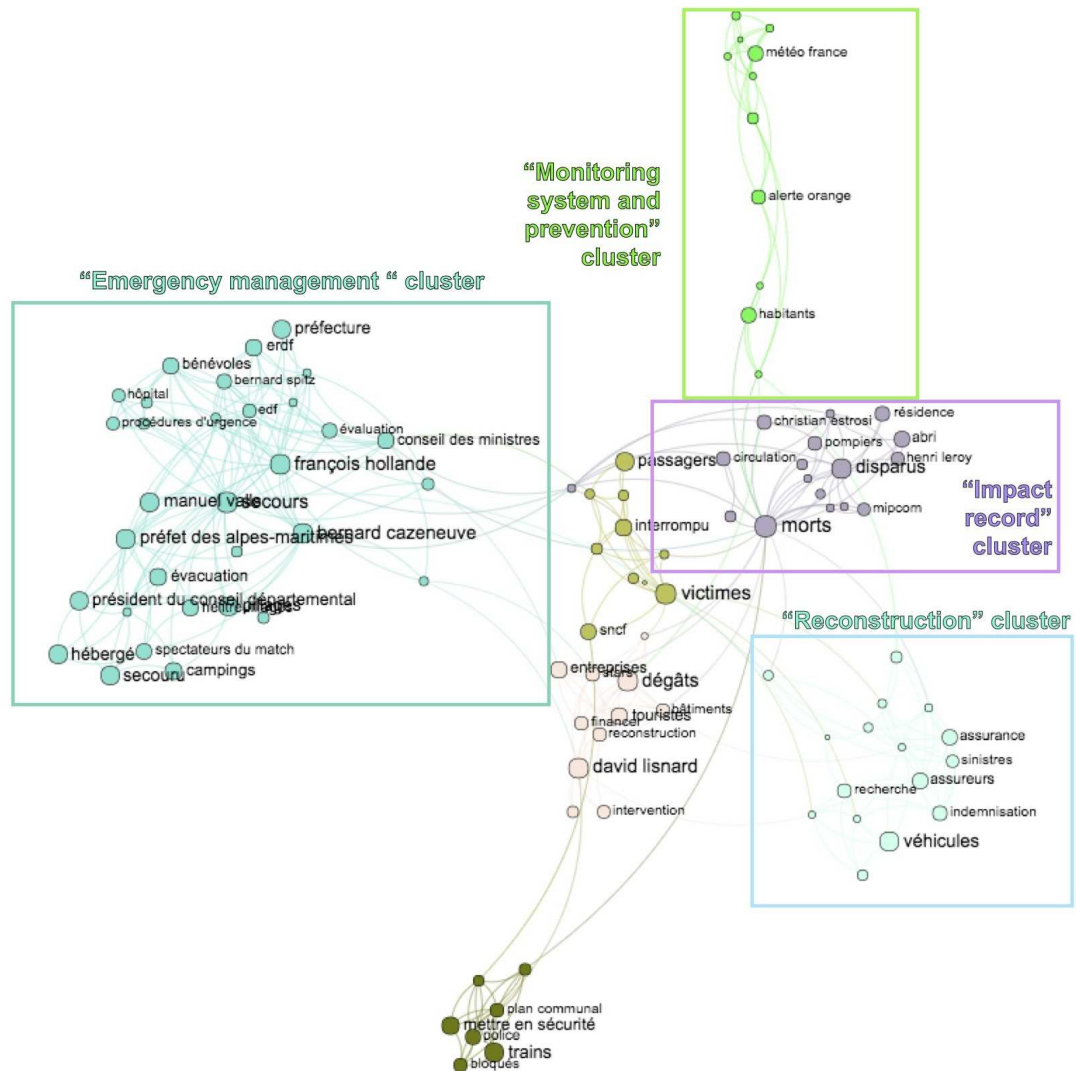 météo france
“Monitoring
system and
prevention”
cluster
alerte orange
habitants
“Emergency management “ cluster
préfecture
erdf
bénévoles
bernard spitz
hôpital
edf
procédures d'urgence
évaluation
conseil des ministres
françois hollande
manuel valls
secours
préfet des alpes-maritimes
bernard cazeneuve
évacuation
président du conseil départemental
pillages
hébergé
spectateurs du match
secouru
campings
christian estrosi
résidence
pompiers
abri
circulation
henri leroy
passagers
disparus
mipcom
“Impact
record”
cluster
interrompu
morts
victimes
sncf
“Reconstruction” cluster
entreprises
stars
dégâts
touristes
bâtiments
financer
reconstruction
david lisnard
intervention
assurance
sinistres
assureurs
recherche
indemnisation
véhicules
plan communal
mettre en sécurité
police
trains
bloqués